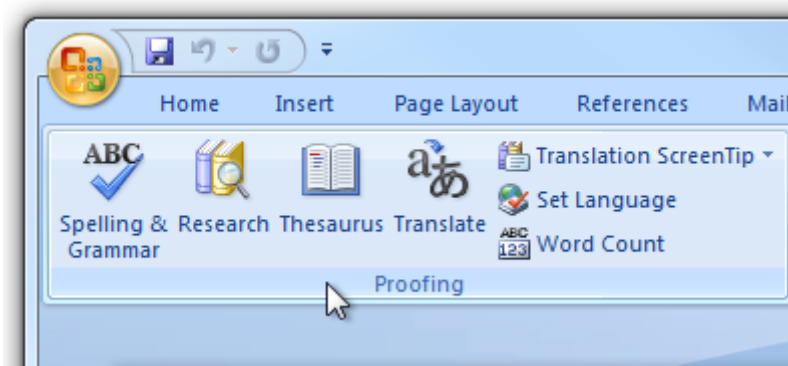 Home Insert Page Layout References Mail
ABC
Spelling & Grammar
Research
Thesaurus
aあ
Translate
Translation ScreenTip
Set Language
ABC
123
Word Count
Proofing